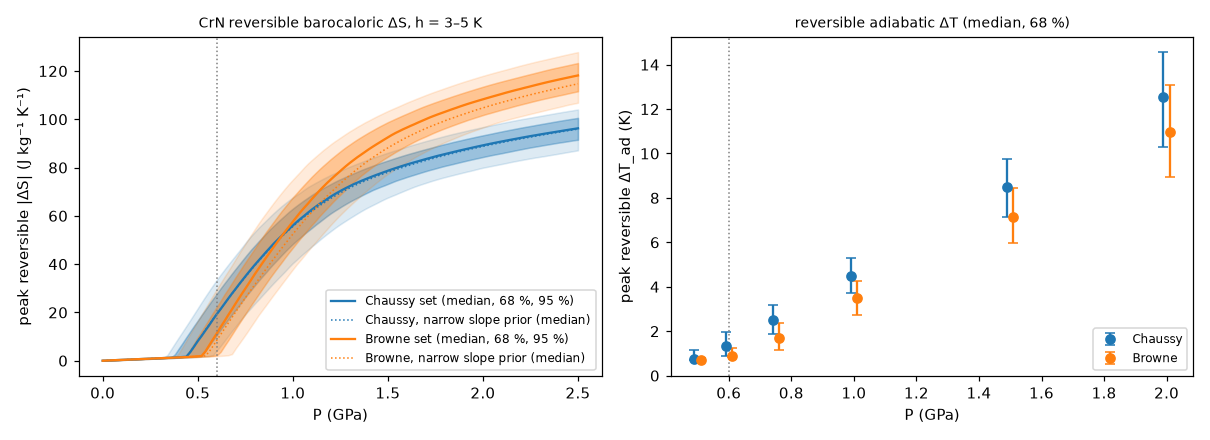 CrN reversible barocaloric ΔS, h = 3–5 K
peak reversible |ΔS| (J kg⁻¹ K⁻¹)
120
100
80
60
40
20
0
0.0
0.5
1.0
1.5
2.0
2.5
P (GPa)
Chaussy set (median, 68 %, 95 %)
Chaussy, narrow slope prior (median)
Browne set (median, 68 %, 95 %)
Browne, narrow slope prior (median)
reversible adiabatic ΔT (median, 68 %)
peak reversible ΔT_ad (K)
14
12
10
8
6
4
2
0
0.6
0.8
1.0
1.2
1.4
1.6
1.8
2.0
P (GPa)
Chaussy
Browne